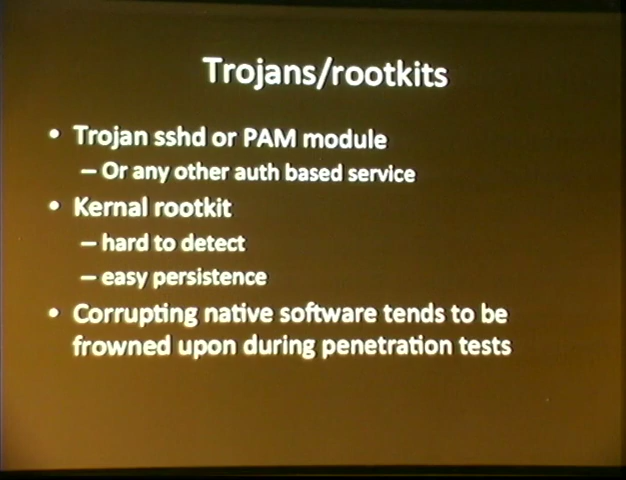 Trojans/rootkits
• Trojan sshd or PAM module
– Or any other auth based service
• Kernal rootkit
– hard to detect
– easy persistence
• Corrupting native software tends to be
frowned upon during penetration tests